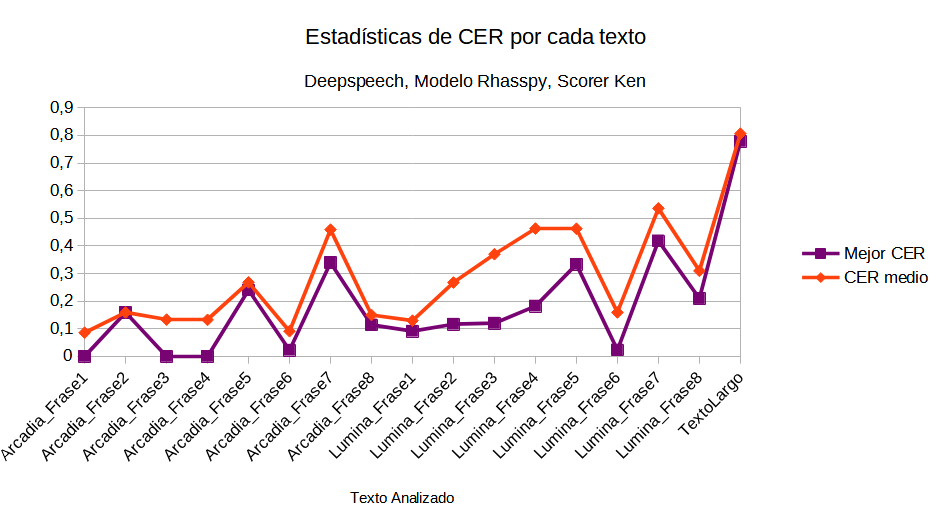 Estadísticas de CER por cada texto
Deepspeech, Modelo Rhasspy, Scorer Ken
0,9
0,8
0,7
0,6
0,5
0,4
0,3
0,2
0,1
0
Mejor CER
CER medio
Arcadia_Frase1
Arcadia_Frase2
Arcadia_Frase3
Arcadia_Frase4
Arcadia_Frase5
Arcadia_Frase6
Arcadia_Frase7
Arcadia_Frase8
Lumina_Frase1
Lumina_Frase2
Lumina_Frase3
Lumina_Frase4
Lumina_Frase5
Lumina_Frase6
Lumina_Frase7
Lumina_Frase8
TextoLargo
Texto Analizado